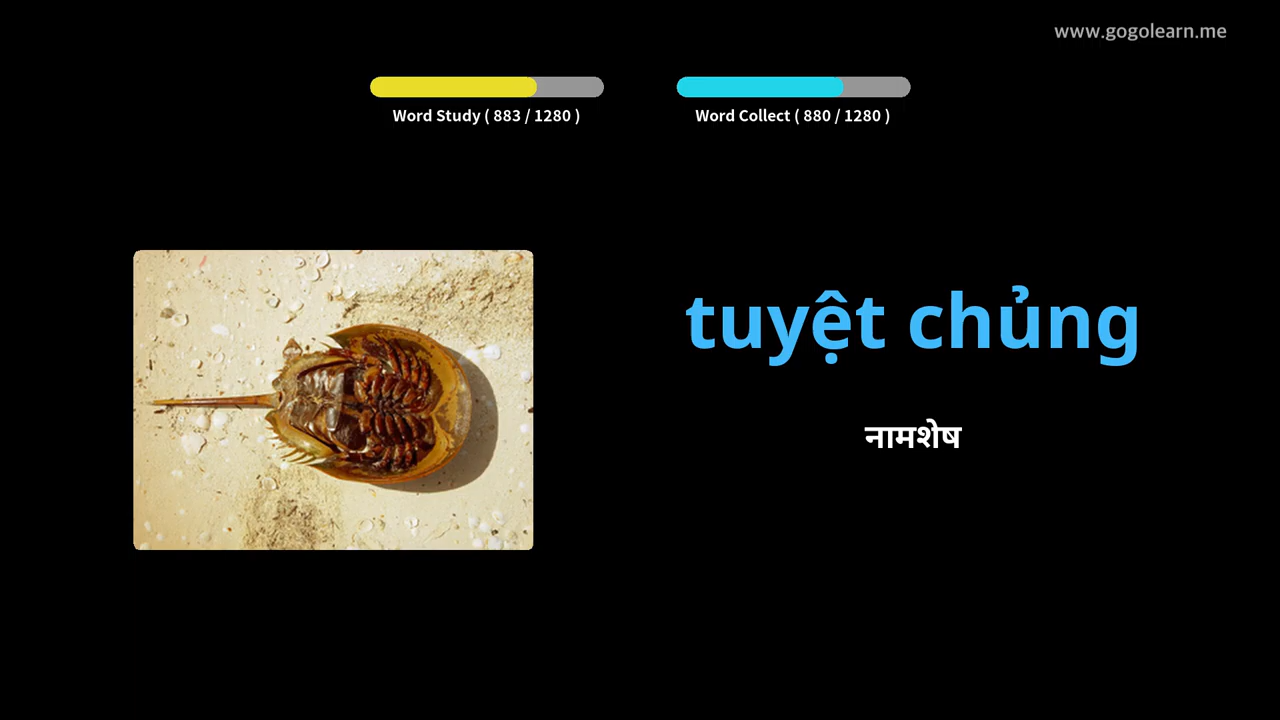 www.gogolearn.me
Word Study ( 883 / 1280 )
Word Collect ( 880 / 1280 )
tuyệt chủng
नामशेष